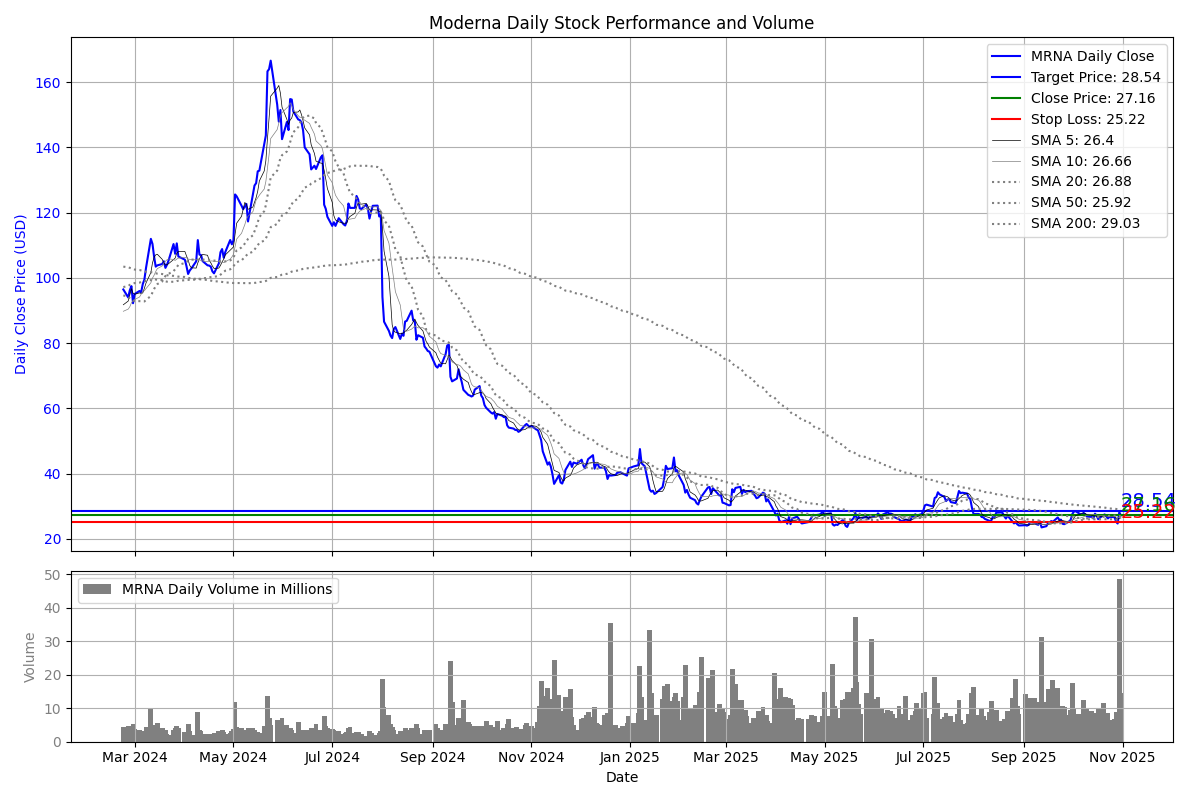 Moderna Daily Stock Performance and Volume
Daily Close Price (USD)
160
140
120
100
80
60
40
20
MRNA Daily Close
Target Price: 28.54
Close Price: 27.16
Stop Loss: 25.22
SMA 5: 26.4
SMA 10: 26.66
SMA 20: 26.88
SMA 50: 25.92
SMA 200: 29.03
28.54
27.16
25.22
Volume
50
40
30
20
10
0
MRNA Daily Volume in Millions
Mar 2024 May 2024 Jul 2024 Sep 2024 Nov 2024 Jan 2025 Mar 2025 May 2025 Jul 2025 Sep 2025 Nov 2025
Date